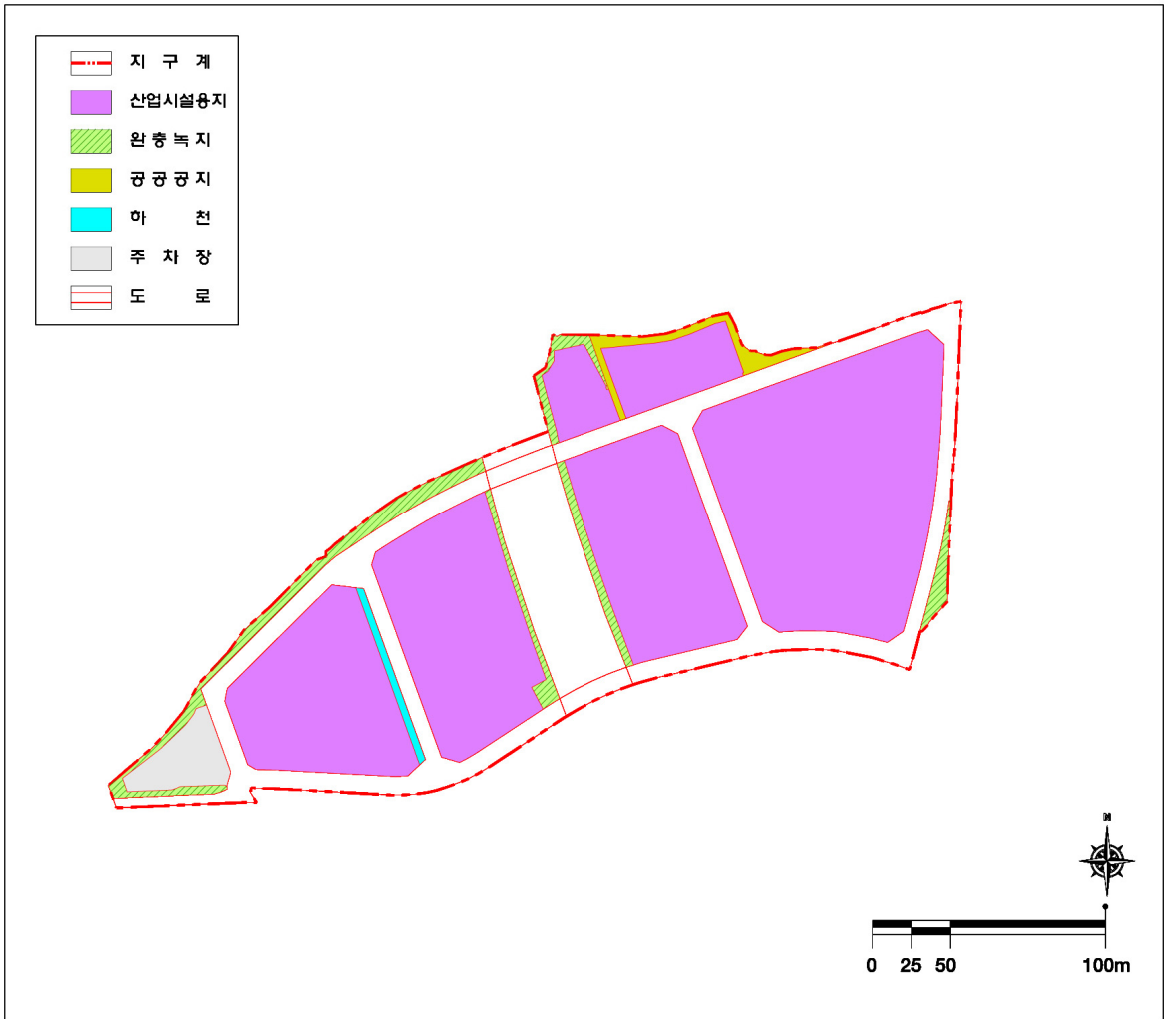 지 구 계
산업시설용지
완 충 녹 지
공 공 공 지
하 천
주 차 장
도 로
N
0 25 50 100m